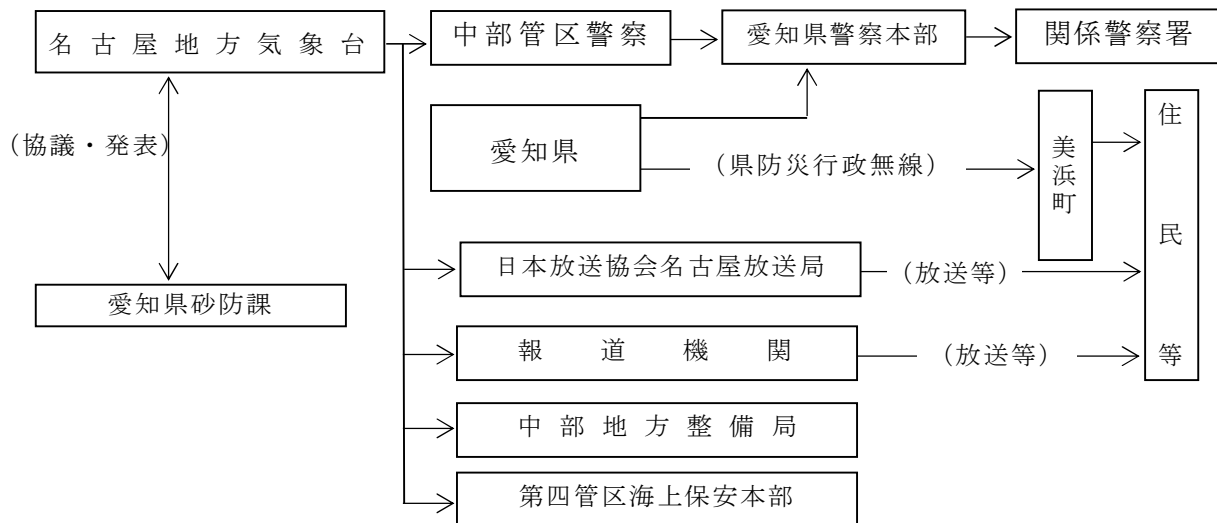 名古屋地方気象台
中部管区警察
愛知県警察本部
関係警察署
(協議・発表)
愛知県
(県防災行政無線)
美浜町
住民等
日本放送協会名古屋放送局
(放送等)
愛知県砂防課
報道機関
(放送等)
中部地方整備局
第四管区海上保安本部